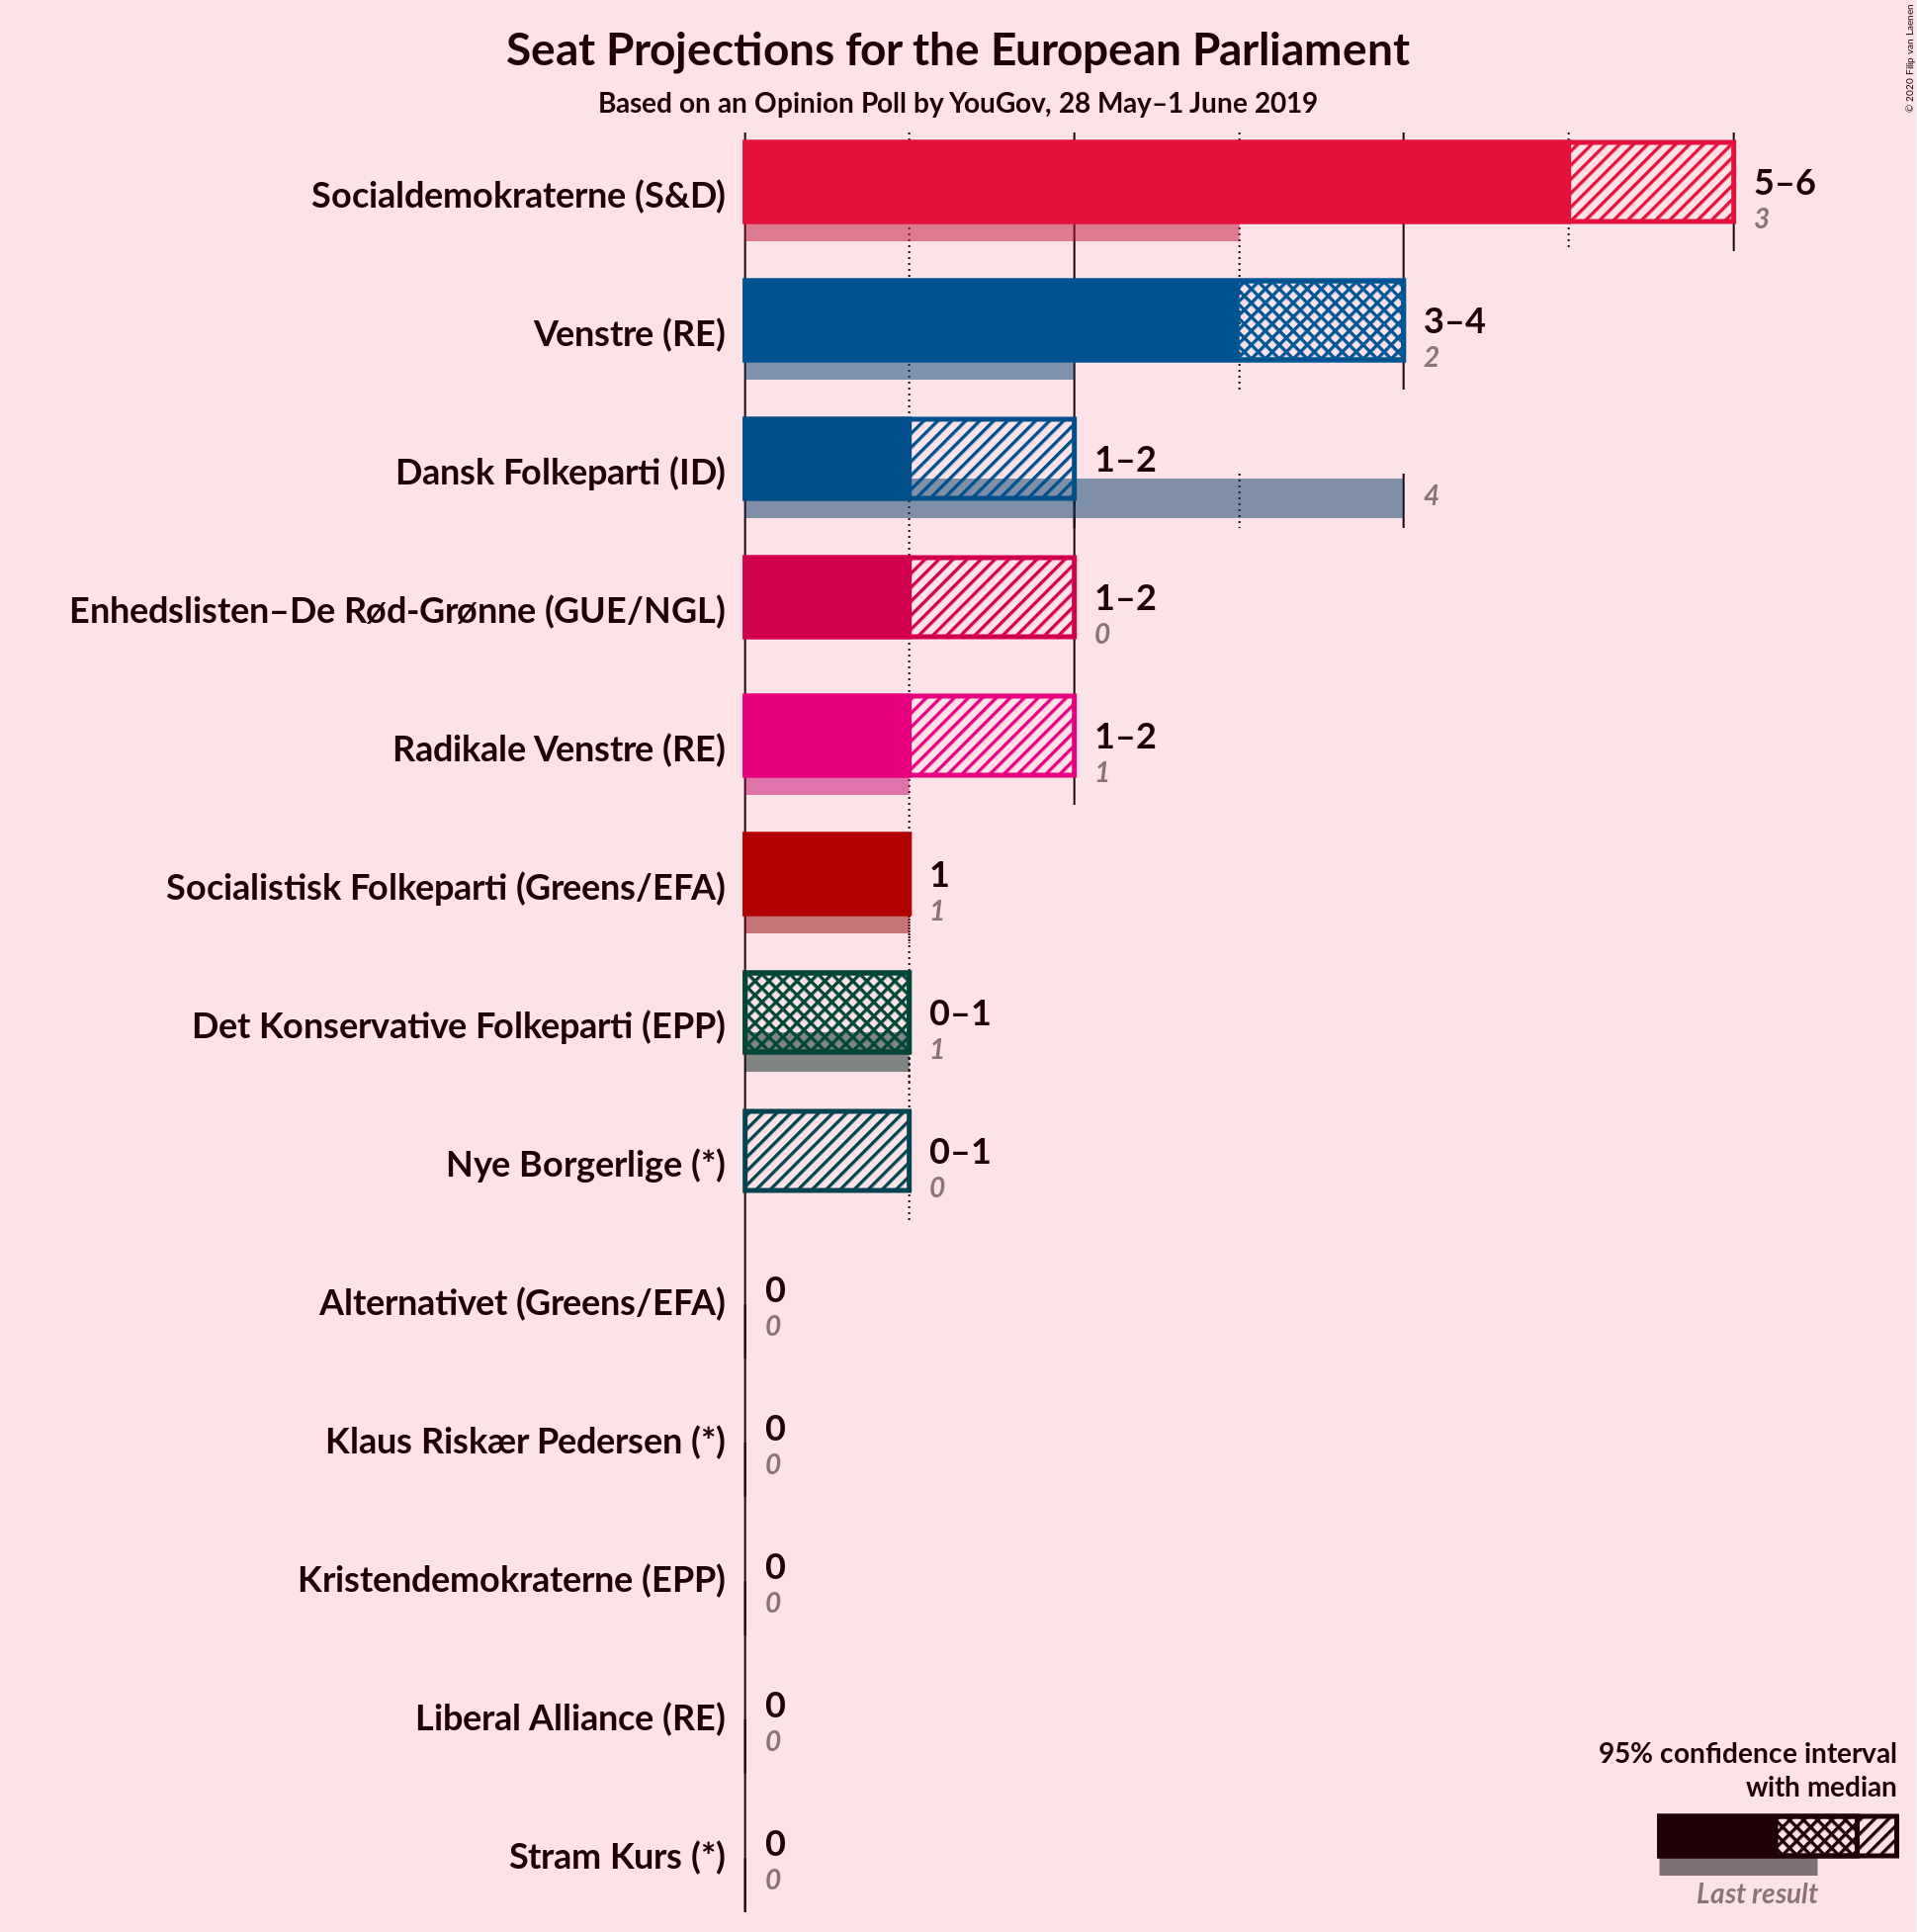 Seat Projections for the European Parliament
Based on an Opinion Poll by YouGov, 28 May–1 June 2019
© 2020 Filip van Laenen
Socialdemokraterne (S&D)
5–6
3
Venstre (RE)
3–4
2
Dansk Folkeparti (ID)
1–2
4
Enhedslisten–De Rød-Grønne (GUE/NGL)
1–2
0
Radikale Venstre (RE)
1–2
1
Socialistisk Folkeparti (Greens/EFA)
1
1
Det Konservative Folkeparti (EPP)
0–1
1
Nye Borgerlige (*)
0–1
0
Alternativet (Greens/EFA)
0
0
Klaus Riskær Pedersen (*)
0
0
Kristendemokraterne (EPP)
0
0
Liberal Alliance (RE)
0
0
Stram Kurs (*)
0
0
95% confidence interval
with median
Last result